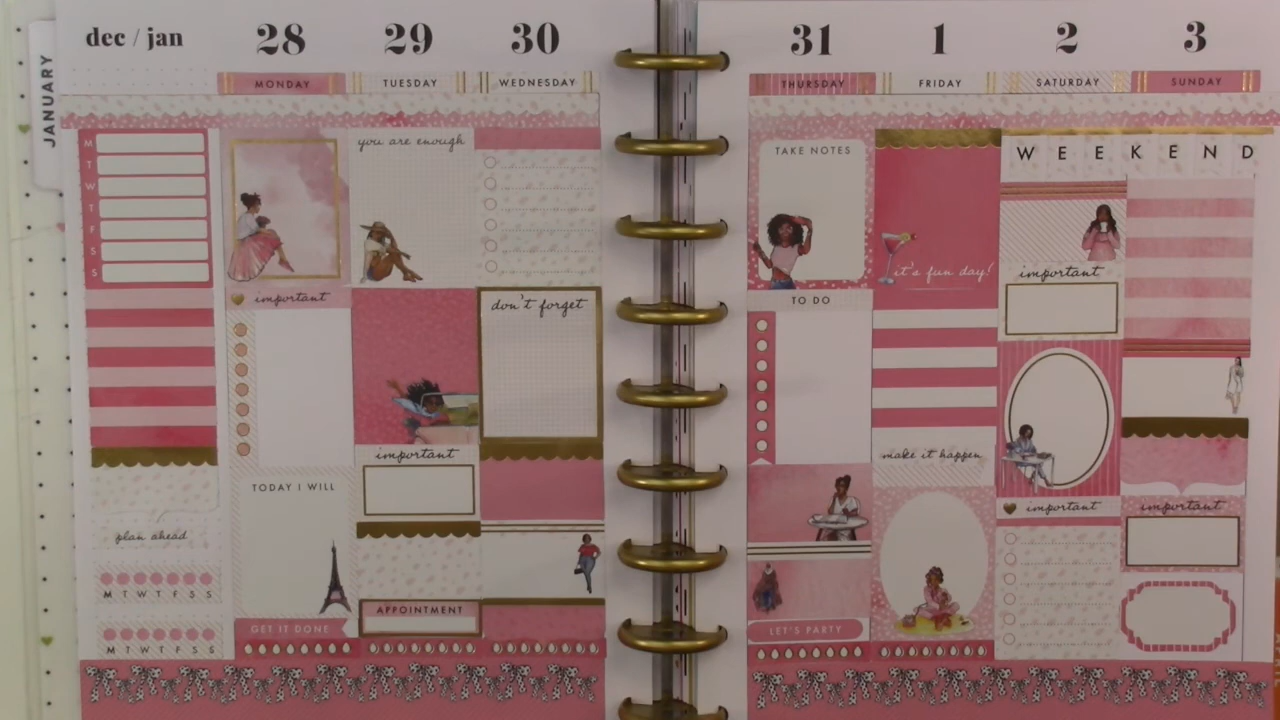 dec / jan
28
29
30
31
1
2
3
JANUARY
MONDAY
TUESDAY
WEDNESDAY
THURSDAY
FRIDAY
SATURDAY
SUNDAY
M
T
W
T
F
S
S
you are enough
TAKE NOTES
WEEKEND
it's fun day!
important
important
don't forget
TO DO
important
important
make it happen
TODAY I WILL
important
important
plan ahead
M T W T F S S
APPOINTMENT
GET IT DONE
LET'S PARTY
M T W T F S S